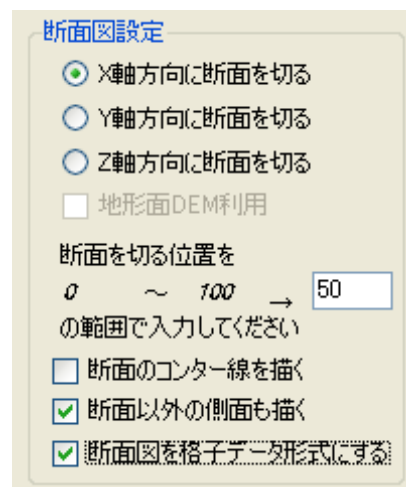 断面図設定
X軸方向に断面を切る
Y軸方向に断面を切る
Z軸方向に断面を切る
地形面DEM利用
断面を切る位置を
0 ～ 100 → 50
の範囲で入力してください
断面のコンター線を描く
断面以外の側面も描く
断面図を格子データ形式にする